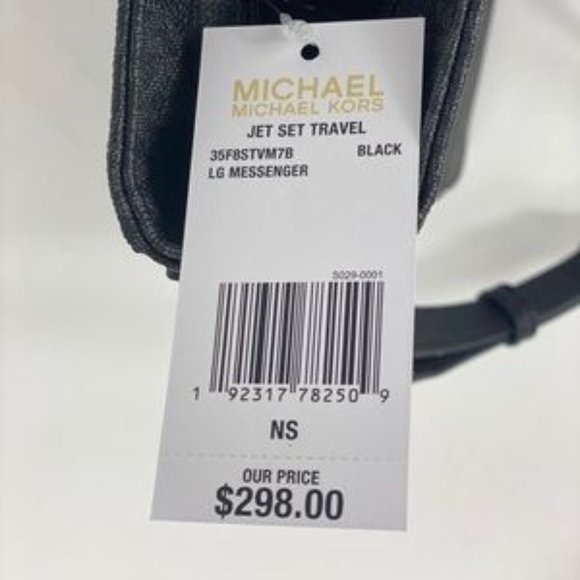 MICHAEL
MICHAEL KORS
JET SET TRAVEL
35F8STVM7B BLACK
LG MESSENGER
S029-0001
1 92317 78250 9
NS
OUR PRICE
$298.00